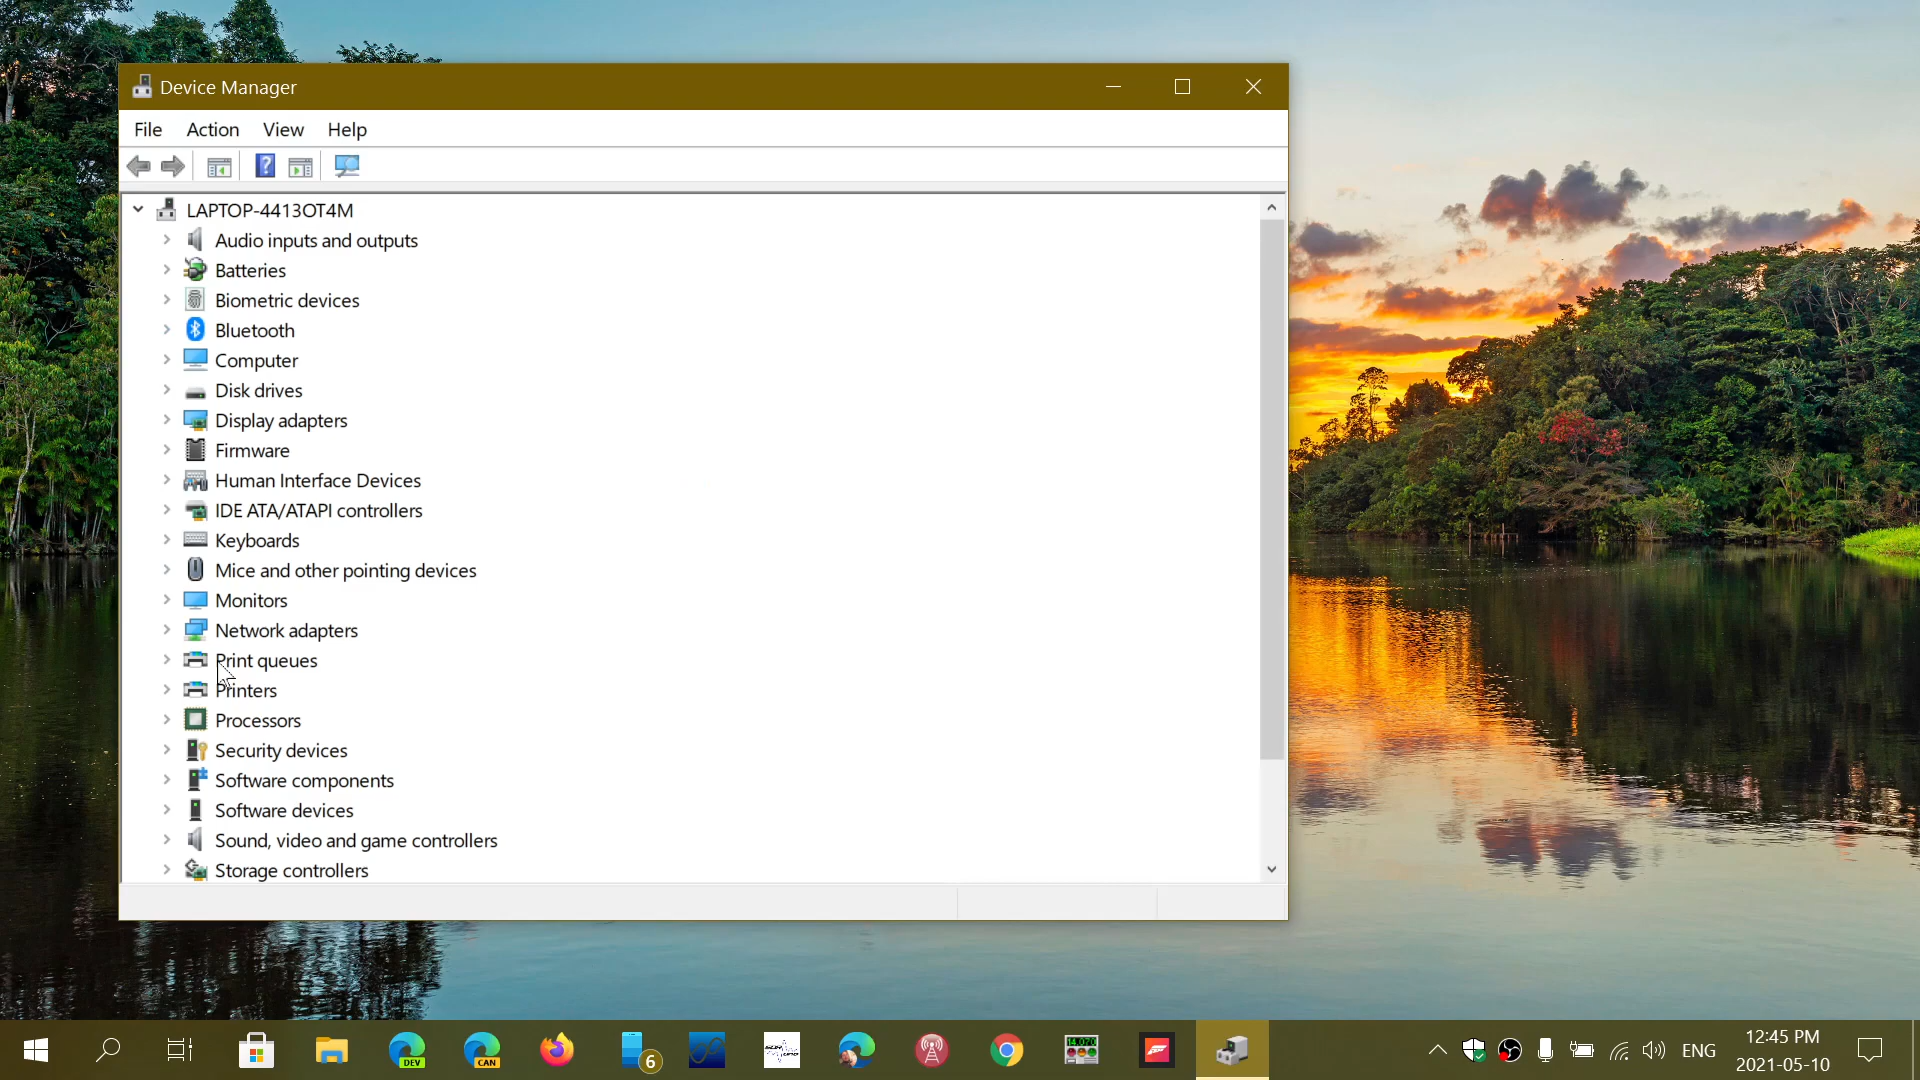 Device Manager
File Action View Help
?
LAPTOP-4413OT4M
Audio inputs and outputs
Batteries
Biometric devices
Bluetooth
Computer
Disk drives
Display adapters
Firmware
Human Interface Devices
IDE ATA/ATAPI controllers
Keyboards
Mice and other pointing devices
Monitors
Network adapters
Print queues
Printers
Processors
Security devices
Software components
Software devices
Sound, video and game controllers
Storage controllers
DEV
CAN
6
14.070
ENG
12:45 PM
2021-05-10